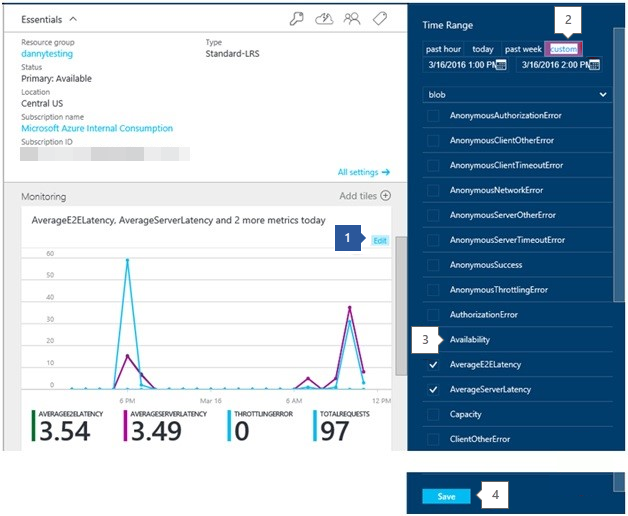 Essentials
Resource group
dannytesting
Type
Standard-LRS
Status
Primary: Available
Location
Central US
Subscription name
Microsoft Azure Internal Consumption
Subscription ID
All settings →
Monitoring
Add tiles
AverageE2ELatency, AverageServerLatency and 2 more metrics today
1
Edit
60
50
40
30
20
10
0
6 PM
Mar 16
6 AM
12 PM
AVERAGEE2ELATENCY
3.54
AVERAGESERVERLATENCY
3.49
THROTTLINGERROR
0
TOTALREQUESTS
97
2
Time Range
past hour today past week custom
3/16/2016 1:00 PM 3/16/2016 2:00 PM
blob
AnonymousAuthorizationError
AnonymousClientOtherError
AnonymousClientTimeoutError
AnonymousNetworkError
AnonymousServerOtherError
AnonymousServerTimeoutError
AnonymousSuccess
AnonymousThrottlingError
AuthorizationError
3
Availability
AverageE2ELatency
AverageServerLatency
Capacity
ClientOtherError
Save
4